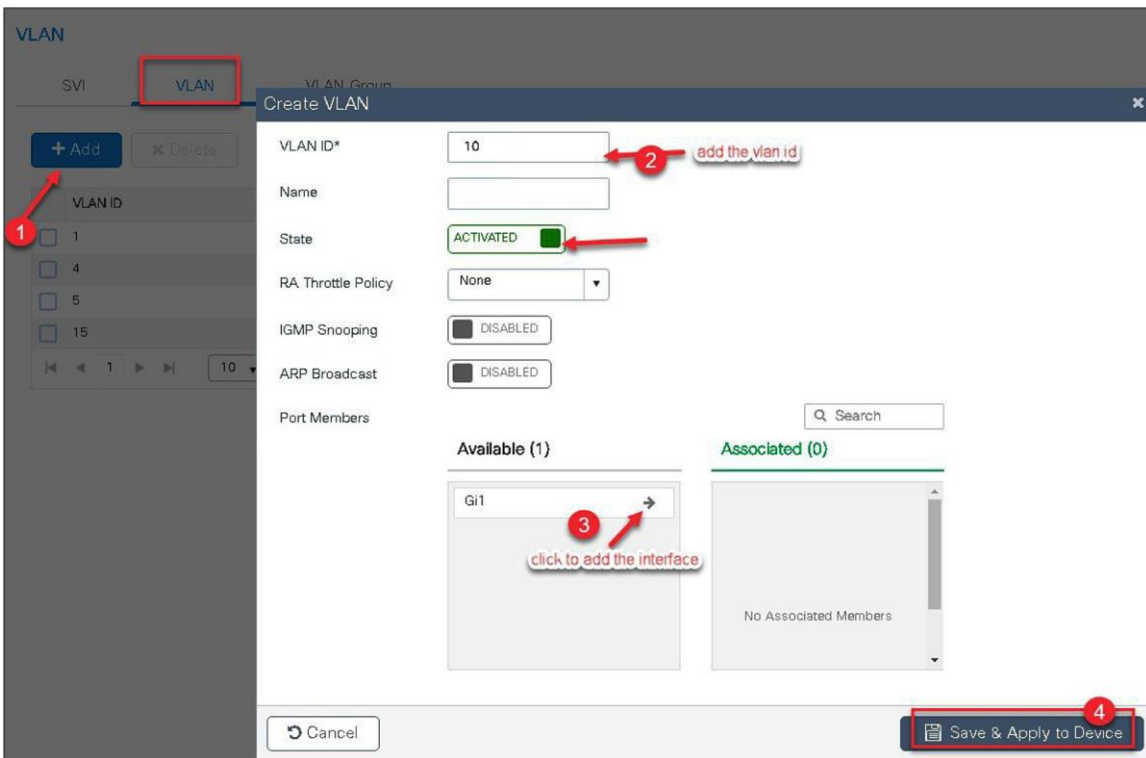 VLAN
SVI VLAN VLAN Group
Create VLAN
+ Add × Delete
VLAN ID* 10
2 add the vlan id
Name
VLAN ID
1
State ACTIVATED
1
4
RA Throttle Policy None
5
IGMP Snooping DISABLED
15
1 10
ARP Broadcast DISABLED
Port Members Search
Available (1) Associated (0)
Gi1
3
click to add the interface
No Associated Members
4
Cancel Save & Apply to Device